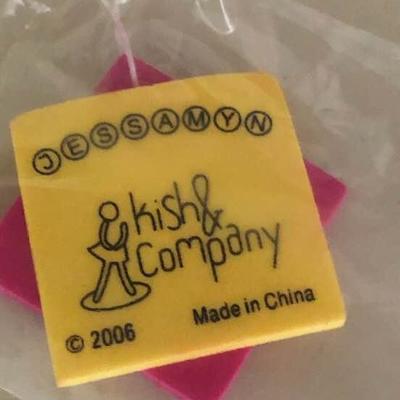 JESSAMYN
kish&
Company
Made in China
© 2006